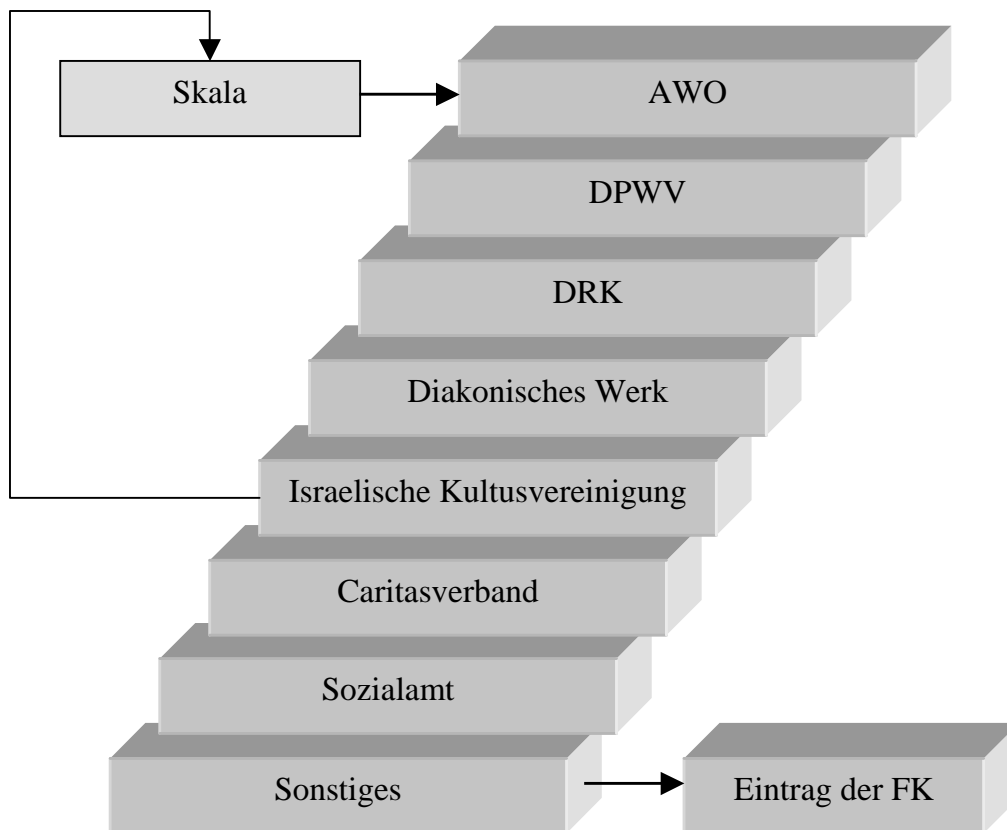 Skala
AWO
DPWV
DRK
Diakonisches Werk
Israelische Kultusvereinigung
Caritasverband
Sozialamt
Sonstiges
Eintrag der FK